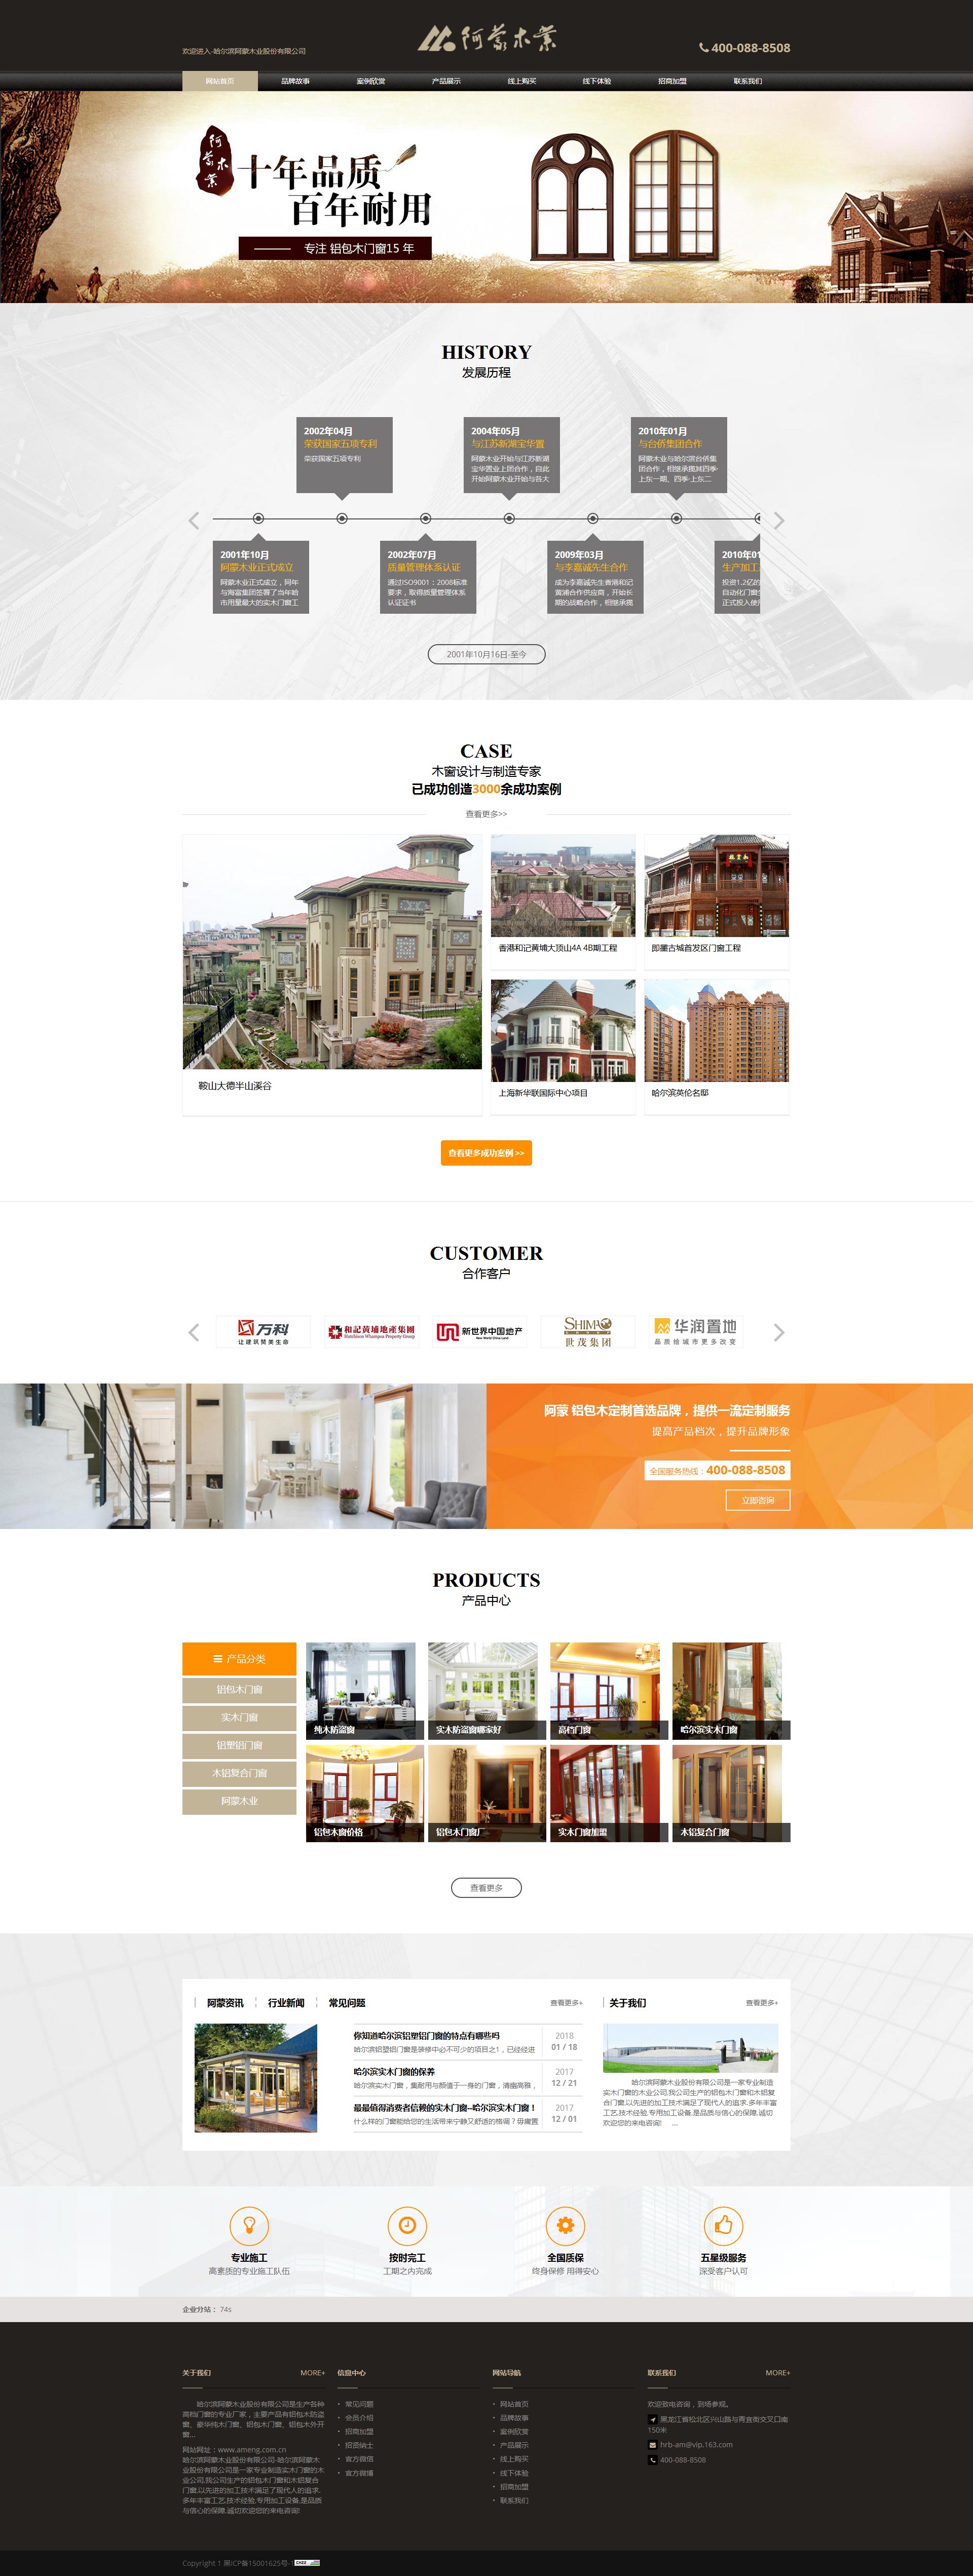 欢迎进入-哈尔滨阿蒙木业股份有限公司
阿蒙木業
400-088-8508
网站首页 品牌故事 案例欣赏 产品展示 线上购买 线下体验 招商加盟 联系我们
阿蒙木業
十年品质
百年耐用
专注 铝包木门窗15 年
HISTORY
发展历程
2002年04月
荣获国家五项专利
荣获国家五项专利
2004年05月
与江苏新湖宝华置
阿蒙木业开始与江苏新湖
宝华置业上团合作，自此
开始阿蒙木业开始与各大
2010年01月
与台侨集团合作
阿蒙木业与哈尔滨台侨集
团合作，相继承揽其四季·
上东一期、四季·上东二
2001年10月
阿蒙木业正式成立
阿蒙木业正式成立，同年
与海富集团签署了当年哈
市用量最大的实木门窗工
2002年07月
质量管理体系认证
通过ISO9001：2008标准
要求，取得质量管理体系
认证证书
2009年03月
与李嘉诚先生合作
成为李嘉诚先生香港和记
黄浦合作供应商，开始长
期的战略合作，相继承揽
2010年01
生产加工
投资1.2亿的
自动化门窗生
正式投入使用
2001年10月16日-至今
CASE
木窗设计与制造专家
已成功创造3000余成功案例
查看更多>>
鞍山大德半山溪谷
香港和记黄埔大顶山4A 4B期工程
即墨古城首发区门窗工程
上海新华联国际中心项目
哈尔滨英伦名邸
查看更多成功案例 >>
CUSTOMER
合作客户
万科
让建筑赞美生命
和記黃埔地產集團
Hutchison Whampoa Property Group
新世界中国地产
New World China Land
SHIMAO
世茂集团
华润置地
品质给城市更多改变
阿蒙 铝包木定制首选品牌，提供一流定制服务
提高产品档次，提升品牌形象
全国服务热线：400-088-8508
立即咨询
PRODUCTS
产品中心
产品分类
铝包木门窗
实木门窗
铝塑铝门窗
木铝复合门窗
阿蒙木业
纯木防盗窗
实木防盗窗哪家好
高档门窗
哈尔滨实木门窗
铝包木窗价格
铝包木门窗厂
实木门窗加盟
木铝复合门窗
查看更多
阿蒙资讯 行业新闻 常见问题 查看更多+
你知道哈尔滨铝塑铝门窗的特点有哪些吗
哈尔滨铝塑铝门窗是装修中必不可少的项目之1，已经经进
2018
01 / 18
哈尔滨实木门窗的保养
哈尔滨实木门窗，集耐用与颜值于一身的门窗，清幽高雅，
2017
12 / 21
最最值得消费者信赖的实木门窗--哈尔滨实木门窗！
什么样的门窗能给您的生活带来宁静又舒适的格调？毋庸置
2017
12 / 01
关于我们 查看更多+
哈尔滨阿蒙木业股份有限公司是一家专业制造
实木门窗的木业公司,我公司生产的铝包木门窗和木铝复
合门窗,以先进的加工技术满足了现代人的追求,多年丰富
工艺,技术经验,专用加工设备,是品质与信心的保障,诚切
欢迎您的来电咨询! ...
专业施工
高素质的专业施工队伍
按时完工
工期之内完成
全国质保
终身保修 用得安心
五星级服务
深受客户认可
企业分站： 74s
关于我们 MORE+
哈尔滨阿蒙木业股份有限公司是生产各种
高档门窗的专业厂家，主要产品有铝包木防盗
窗、豪华纯木门窗、铝包木门窗、铝包木外开
窗...
网站网址：www.ameng.com.cn
哈尔滨阿蒙木业股份有限公司-哈尔滨阿蒙木
业股份有限公司是一家专业制造实木门窗的木
业公司,我公司生产的铝包木门窗和木铝复合
门窗,以先进的加工技术满足了现代人的追求,
多年丰富工艺,技术经验,专用加工设备,是品质
与信心的保障,诚切欢迎您的来电咨询!
信息中心
常见问题
会员介绍
招商加盟
招贤纳士
官方微信
官方微博
网站导航
网站首页
品牌故事
案例欣赏
产品展示
线上购买
线下体验
招商加盟
联系我们
联系我们 MORE+
欢迎致电咨询，到场参观。
黑龙江省松北区兴山路与青宜街交叉口南
150米
hrb-am@vip.163.com
400-088-8508
Copyright 1 黑ICP备15001625号-1